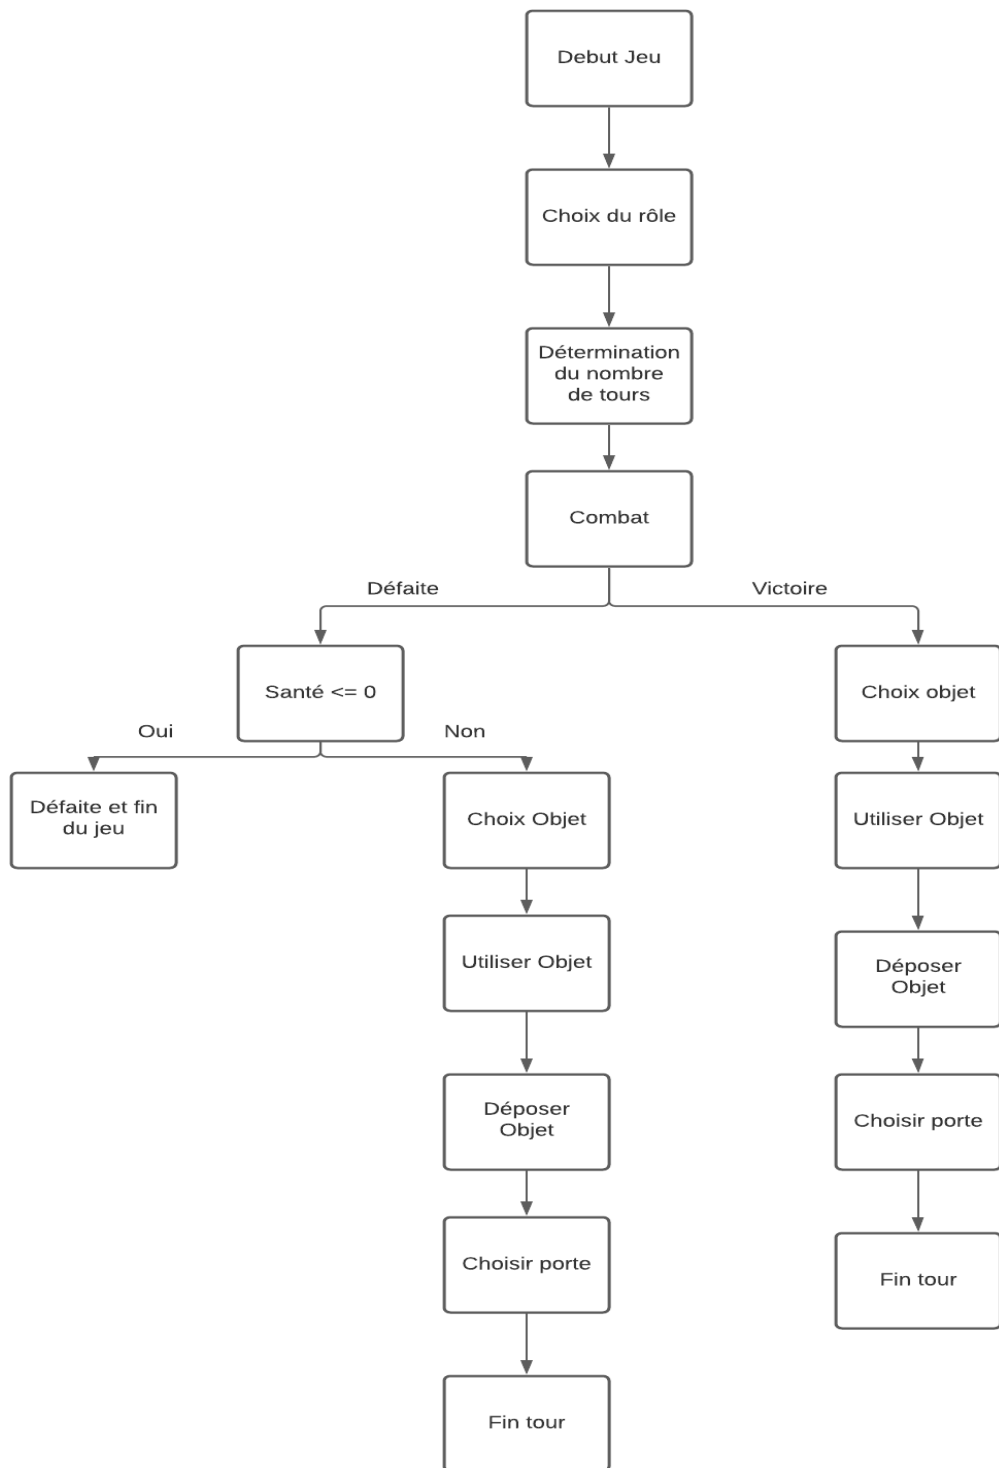 Debut Jeu
Choix du rôle
Détermination
du nombre
de tours
Combat
Défaite
Victoire
Santé <= 0
Choix objet
Oui
Non
Défaite et fin
du jeu
Choix Objet
Utiliser Objet
Utiliser Objet
Déposer
Objet
Déposer
Objet
Choisir porte
Choisir porte
Fin tour
Fin tour